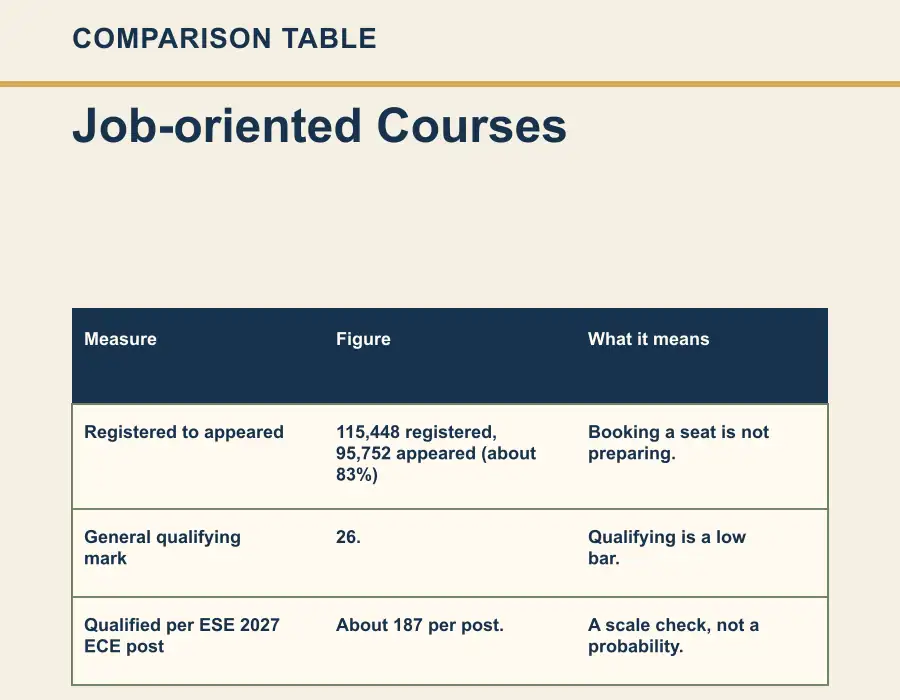 COMPARISON TABLE
Job-oriented Courses
Measure
Figure
What it means
Registered to appeared
115,448 registered,
95,752 appeared (about
83%)
Booking a seat is not
preparing.
General qualifying
mark
26.
Qualifying is a low
bar.
Qualified per ESE 2027
ECE post
About 187 per post.
A scale check, not a
probability.